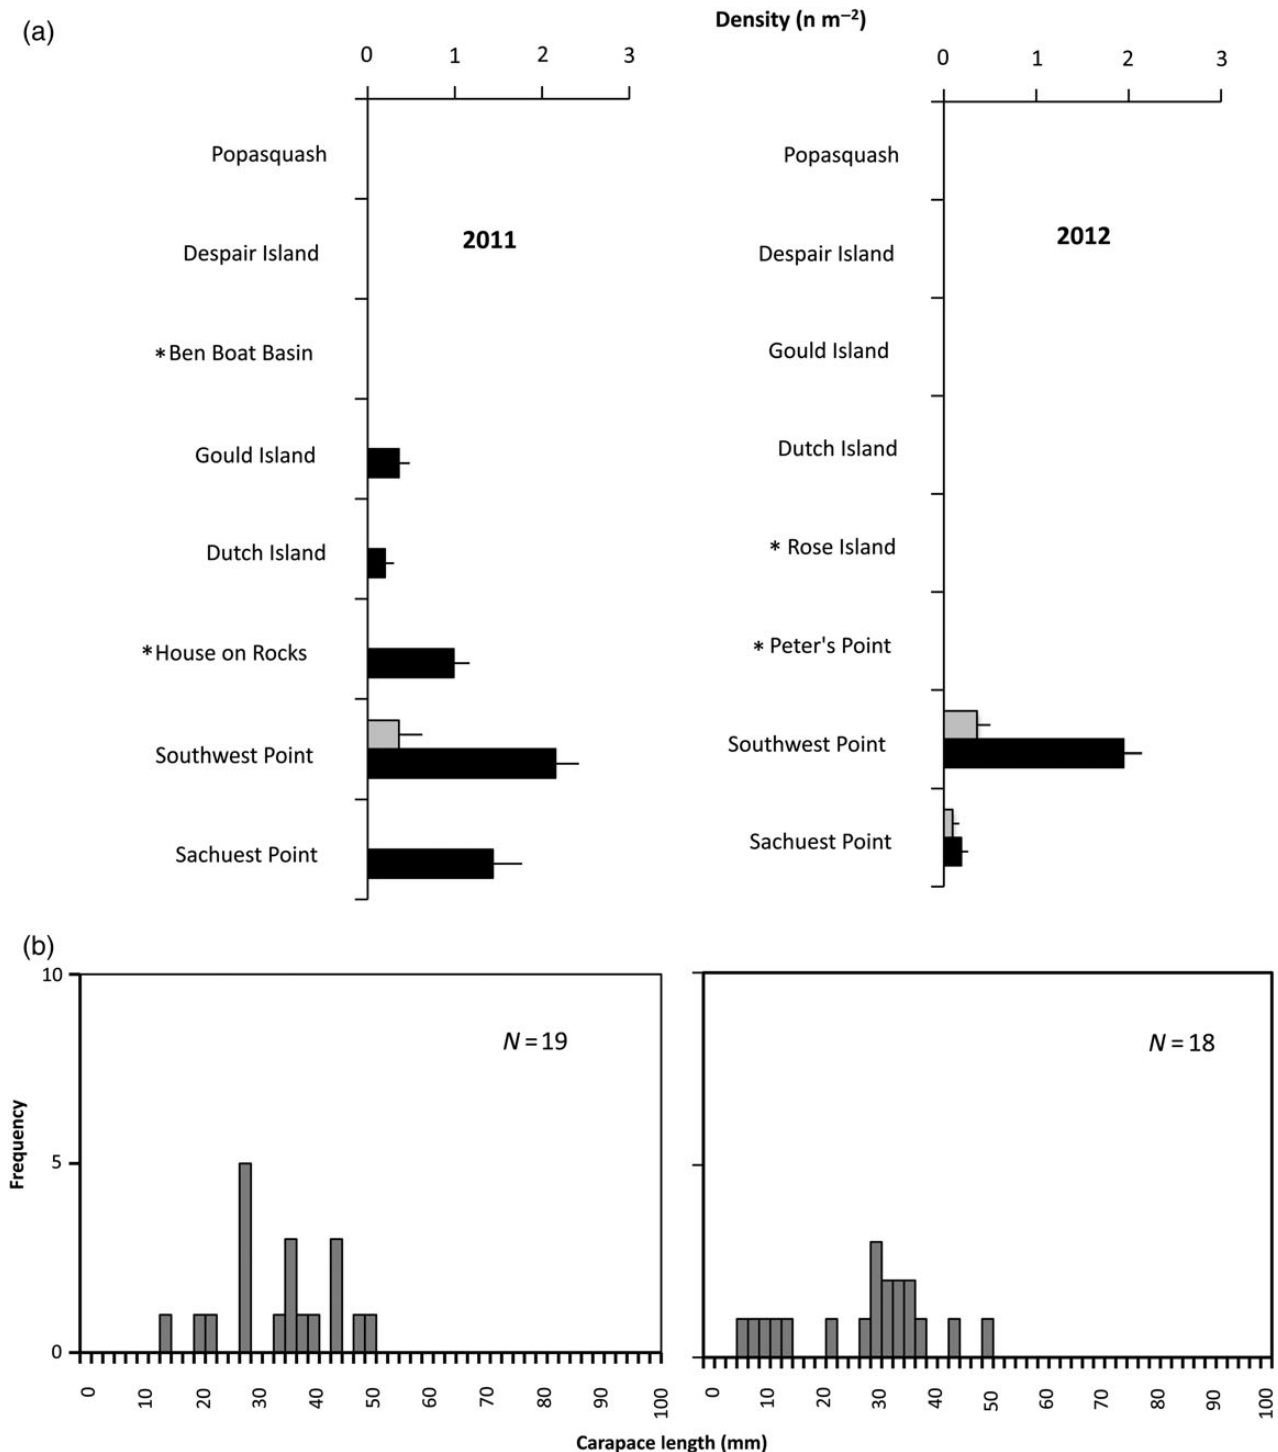 (a)
Density (n m⁻²)
0 1 2 3
0 1 2 3
Popasquash
Despair Island
2011
*Ben Boat Basin
Gould Island
Dutch Island
*House on Rocks
Southwest Point
Sachuest Point
Popasquash
2012
Despair Island
Gould Island
Dutch Island
* Rose Island
* Peter's Point
Southwest Point
Sachuest Point
(b)
10
5
0
Frequency
N = 19
N = 18
0 10 20 30 40 50 60 70 80 90 100
0 10 20 30 40 50 60 70 80 90 100
Carapace length (mm)